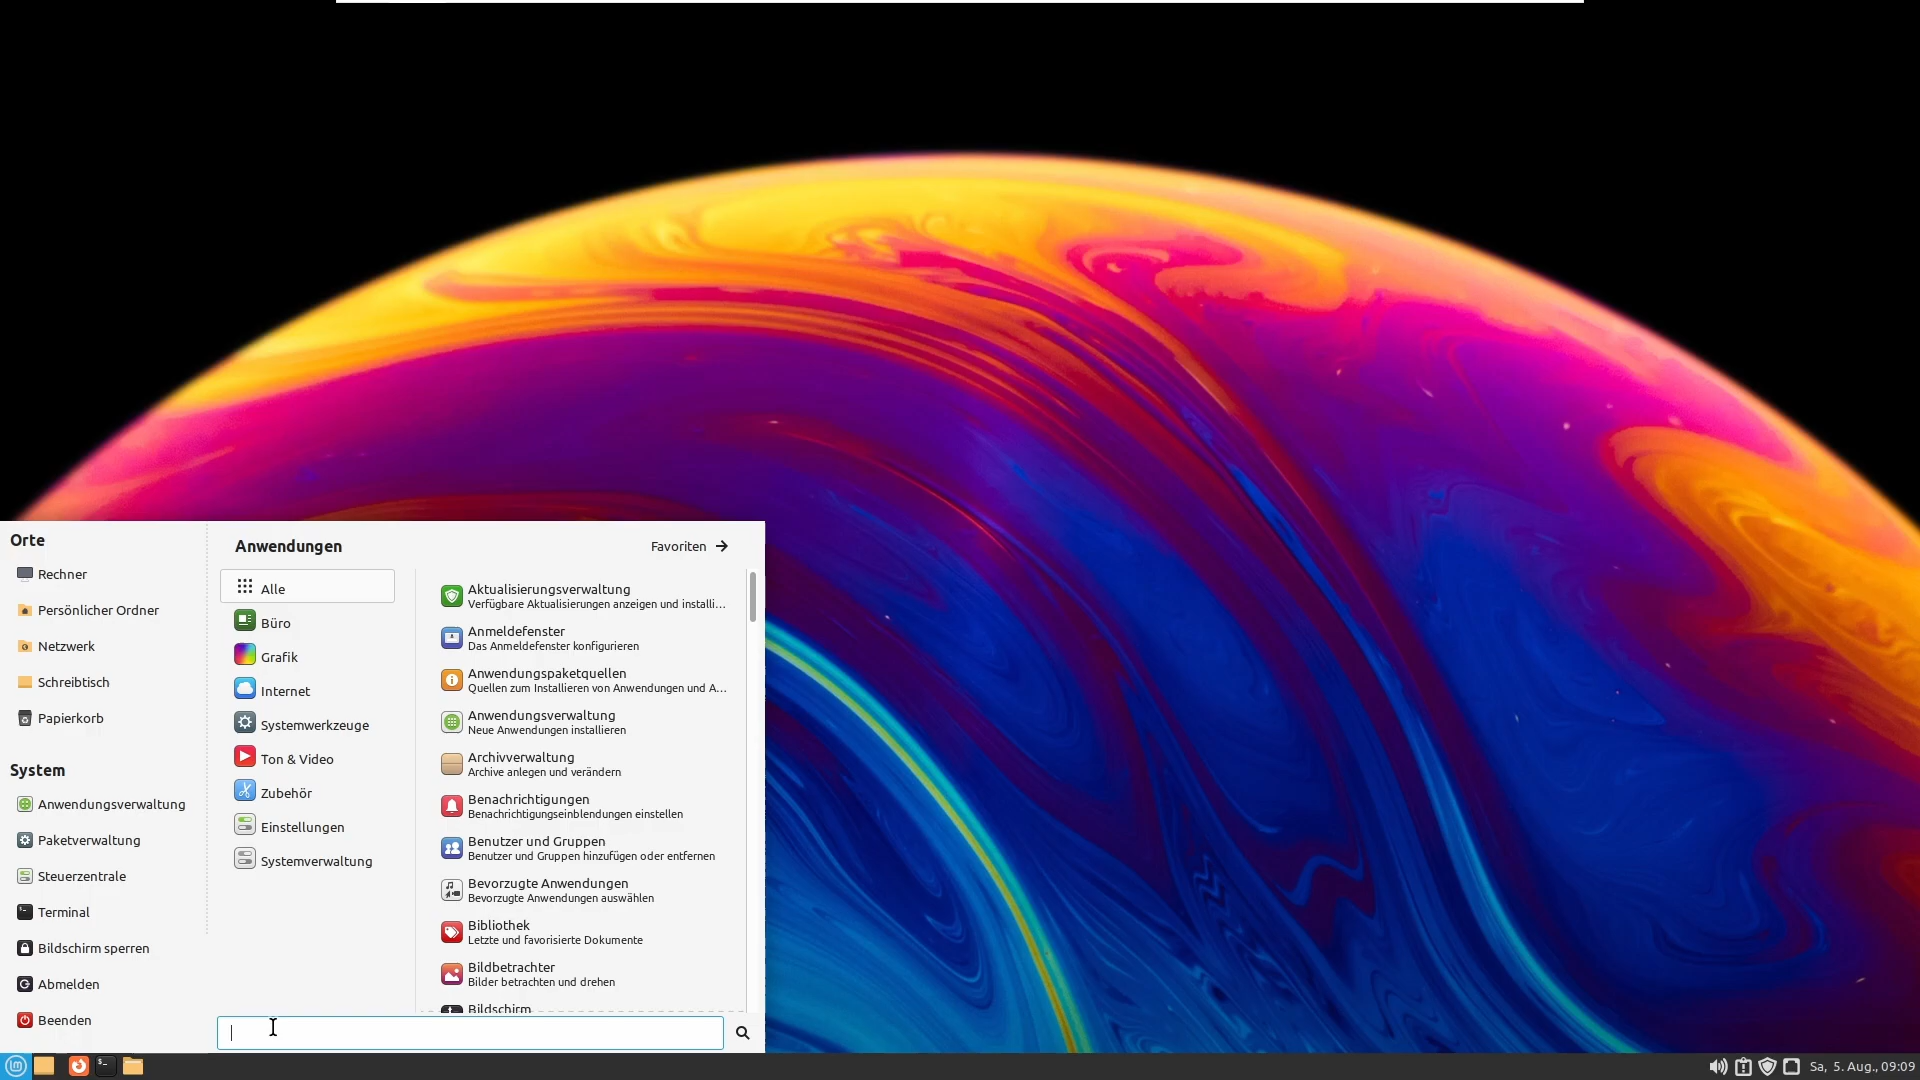 Orte
Rechner
Persönlicher Ordner
Netzwerk
Schreibtisch
Papierkorb
System
Anwendungsverwaltung
Paketverwaltung
Steuerzentrale
Terminal
Bildschirm sperren
Abmelden
Beenden
Anwendungen
Favoriten
Alle
Büro
Grafik
Internet
Systemwerkzeuge
Ton & Video
Zubehör
Einstellungen
Systemverwaltung
Aktualisierungsverwaltung
Verfügbare Aktualisierungen anzeigen und installi...
Anmeldefenster
Das Anmeldefenster konfigurieren
Anwendungspaketquellen
Quellen zum Installieren von Anwendungen und A...
Anwendungsverwaltung
Neue Anwendungen installieren
Archivverwaltung
Archive anlegen und verändern
Benachrichtigungen
Benachrichtigungseinblendungen einstellen
Benutzer und Gruppen
Benutzer und Gruppen hinzufügen oder entfernen
Bevorzugte Anwendungen
Bevorzugte Anwendungen auswählen
Bibliothek
Letzte und favorisierte Dokumente
Bildbetrachter
Bilder betrachten und drehen
Bildschirm
Sa, 5. Aug., 09:09